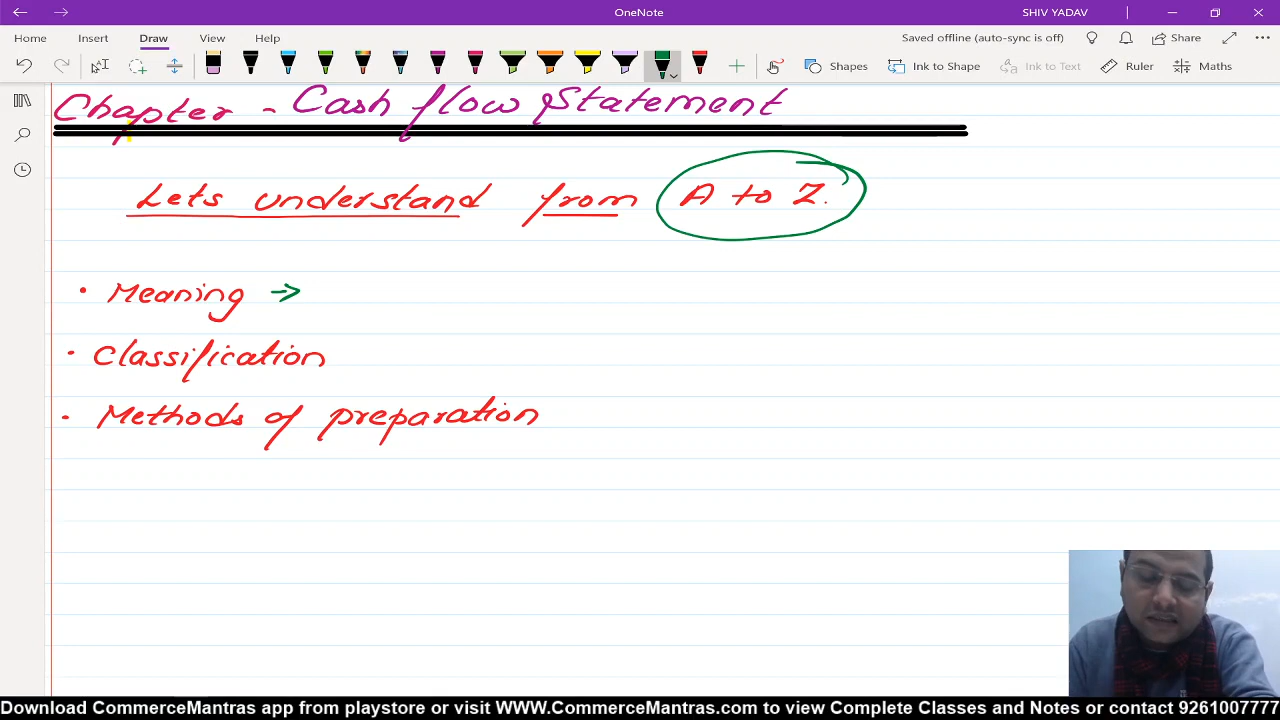 OneNote
SHIV YADAV
Home Insert Draw View Help
Saved offline (auto-sync is off)
Share
Shapes
Ink to Shape
Ink to Text
Ruler
Maths
Chapter - Cash flow Statement
Lets understand from A to Z.
• Meaning →
• Classification
• Methods of preparation
Download CommerceMantras app from playstore or visit WWW.CommerceMantras.com to view Complete Classes and Notes or contact 9261007777